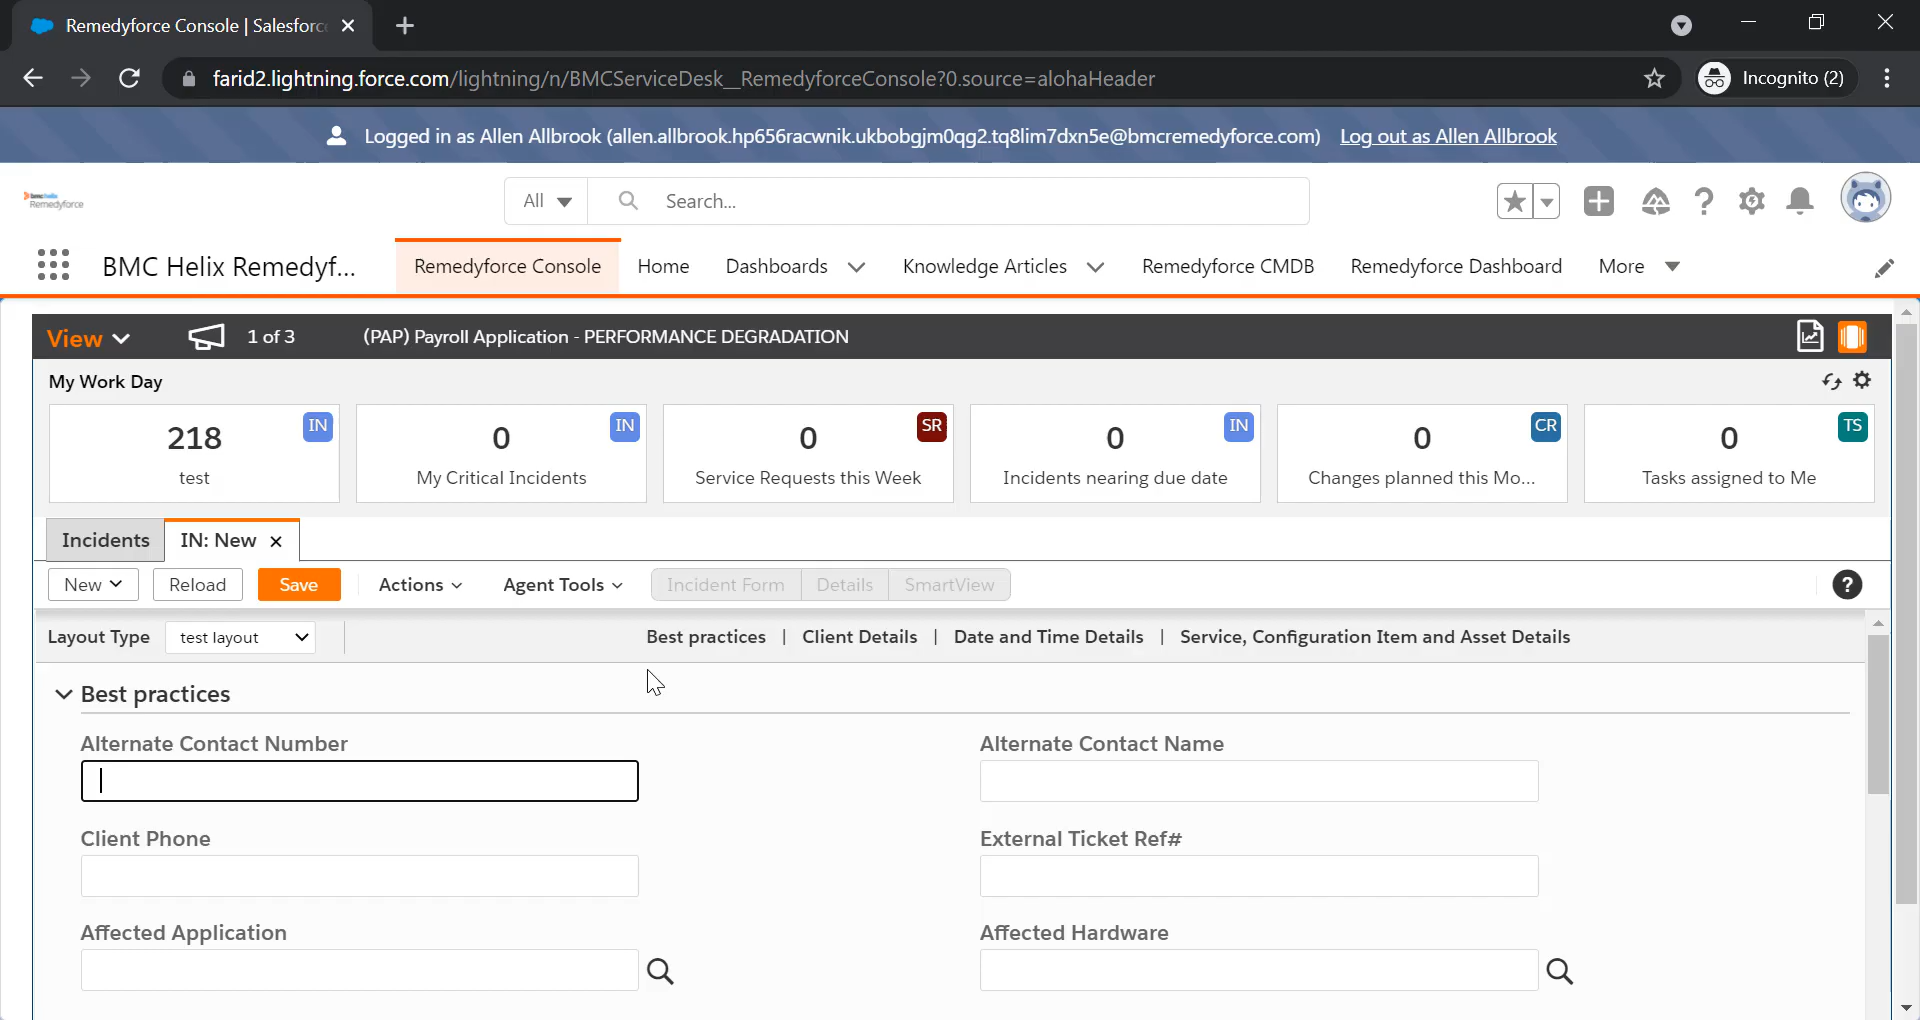 Remedyforce Console | Salesforc
farid2.lightning.force.com/lightning/n/BMCServiceDesk__RemedyforceConsole?0.source=alohaHeader
Incognito (2)
Logged in as Allen Allbrook (allen.allbrook.hp656racwnik.ukbobgjm0qg2.tq8lim7dxn5e@bmcremedyforce.com) Log out as Allen Allbrook
bmc helix
Remedyforce
All
Search...
BMC Helix Remedyf...
Remedyforce Console
Home
Dashboards
Knowledge Articles
Remedyforce CMDB
Remedyforce Dashboard
More
View
1 of 3
(PAP) Payroll Application - PERFORMANCE DEGRADATION
My Work Day
218
IN
test
0
IN
My Critical Incidents
0
SR
Service Requests this Week
0
IN
Incidents nearing due date
0
CR
Changes planned this Mo...
0
TS
Tasks assigned to Me
Incidents
IN: New
New
Reload
Save
Actions
Agent Tools
Incident Form
Details
SmartView
?
Layout Type
test layout
Best practices | Client Details | Date and Time Details | Service, Configuration Item and Asset Details
Best practices
Alternate Contact Number
Alternate Contact Name
Client Phone
External Ticket Ref#
Affected Application
Affected Hardware